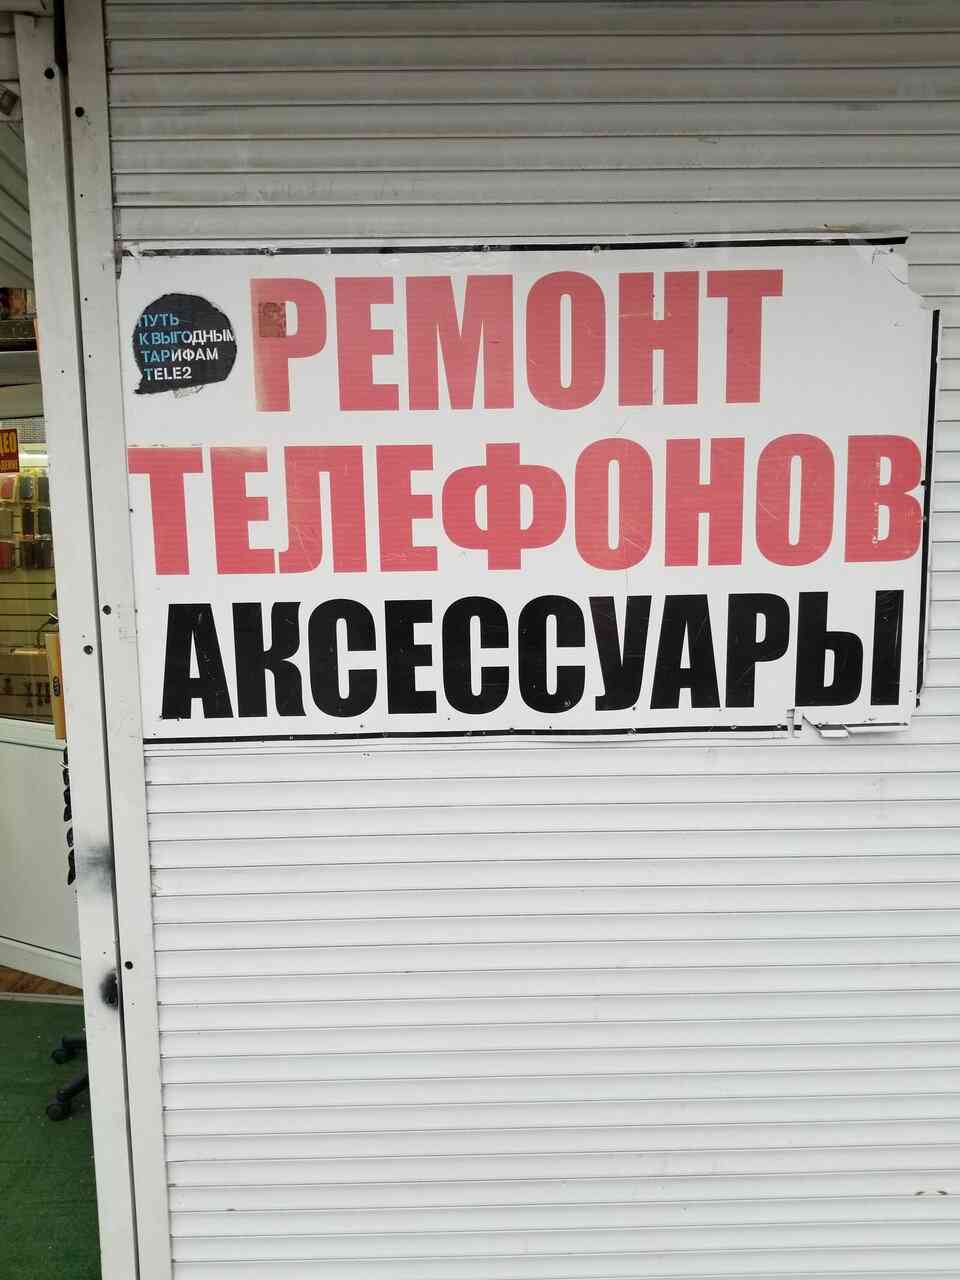 ПУТЬ
К ВЫГОДНЫМ
ТАРИФАМ
TELE2
РЕМОНТ
ТЕЛЕФОНОВ
АКСЕССУАРЫ